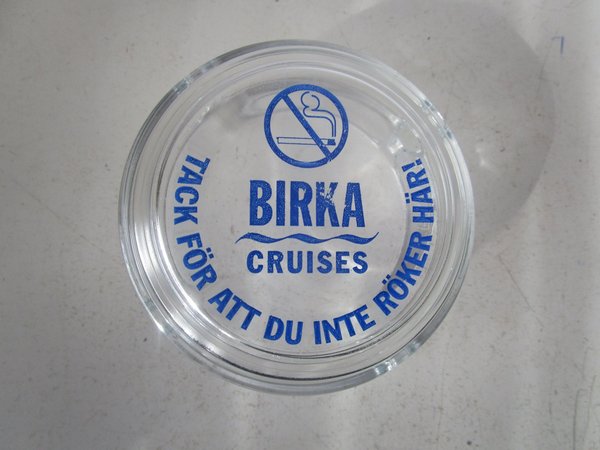 BIRKA
CRUISES
TACK FÖR ATT DU INTE RÖKER HÄR!